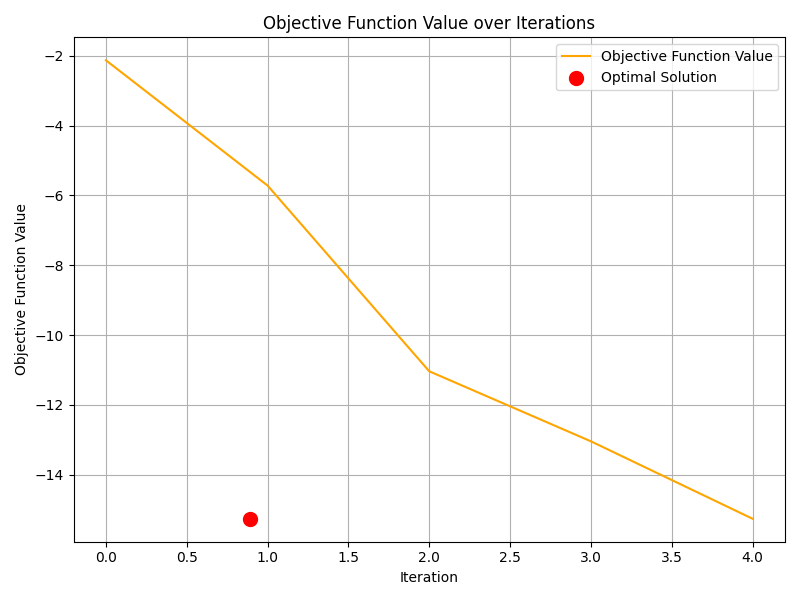 Objective Function Value over Iterations
Objective Function Value
Optimal Solution
−2
−4
−6
−8
−10
−12
−14
Objective Function Value
0.0 0.5 1.0 1.5 2.0 2.5 3.0 3.5 4.0
Iteration